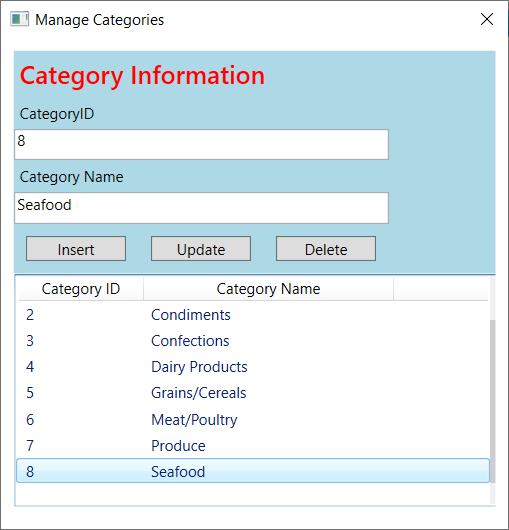 Manage Categories
Category Information
CategoryID
8
Category Name
Seafood
Insert Update Delete
Category ID Category Name
2 Condiments
3 Confections
4 Dairy Products
5 Grains/Cereals
6 Meat/Poultry
7 Produce
8 Seafood